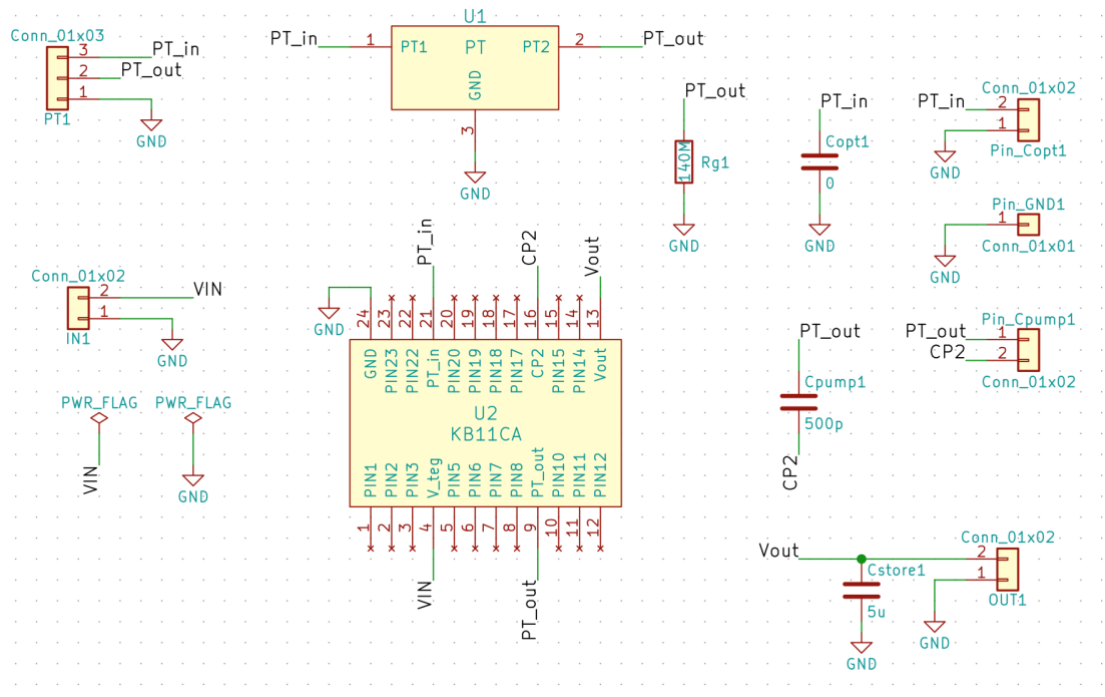 Conn_01x03
3 PT_in
2 PT_out
1
PT1
GND
U1
PT_in 1 PT1 PT PT2 2 PT_out
GND
3
GND
PT_out
140M Rg1
GND
PT_in
Copt1
0
GND
Conn_01x02
PT_in 2
1
Pin_Copt1
GND
Pin_GND1
1
Conn_01x01
GND
Conn_01x02
2 VIN
1
IN1
GND
PWR_FLAG PWR_FLAG
VIN
GND
PT_in CP2 Vout
GND
24 23 22 21 20 19 18 17 16 15 14 13
GND PIN23 PIN22 PT_in PIN20 PIN19 PIN18 PIN17 CP2 PIN15 PIN14 Vout
U2
KB11CA
PIN1 PIN2 PIN3 V_teg PIN5 PIN6 PIN7 PIN8 PT_out PIN10 PIN11 PIN12
1 2 3 4 5 6 7 8 9 10 11 12
VIN PT_out
PT_out
Cpump1
500p
CP2
Pin_Cpump1
PT_out 1
CP2 2
Conn_01x02
Conn_01x02
Vout 2
Cstore1 1
5u OUT1
GND
GND